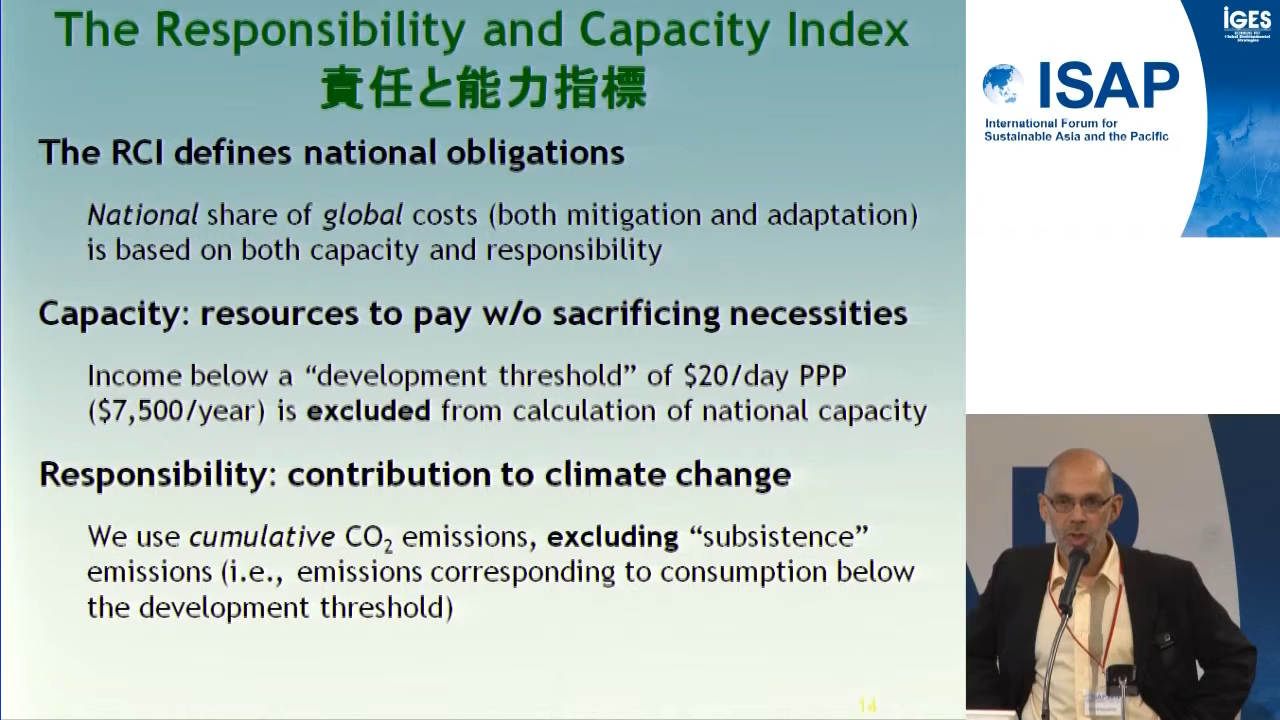 The Responsibility and Capacity Index
責任と能力指標
The RCI defines national obligations
National share of global costs (both mitigation and adaptation)
is based on both capacity and responsibility
Capacity: resources to pay w/o sacrificing necessities
Income below a “development threshold” of $20/day PPP
($7,500/year) is excluded from calculation of national capacity
Responsibility: contribution to climate change
We use cumulative CO₂ emissions, excluding “subsistence”
emissions (i.e., emissions corresponding to consumption below
the development threshold)
14
IGES
Global Environmental
Strategies
ISAP
International Forum for
Sustainable Asia and the Pacific